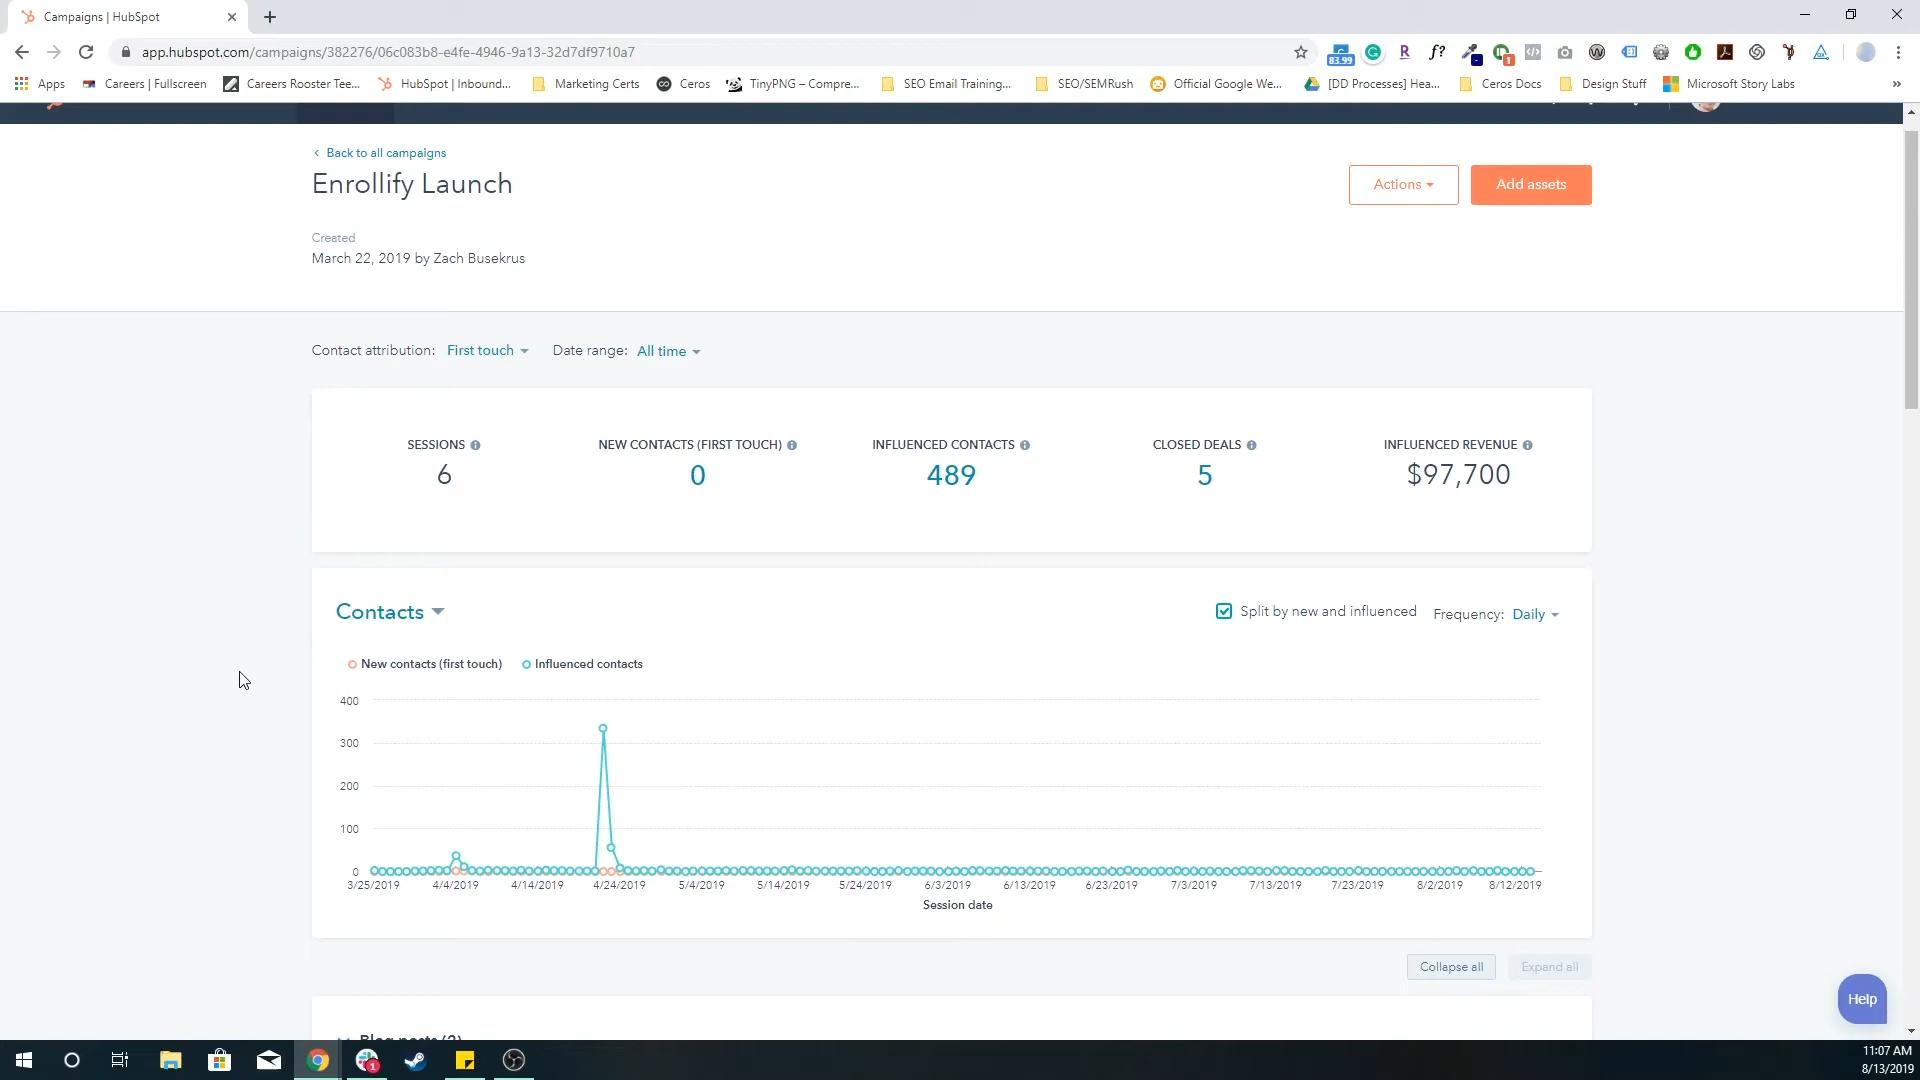 Campaigns | HubSpot
app.hubspot.com/campaigns/382276/06c083b8-e4fe-4946-9a13-32d7df9710a7
83.99
1
Apps
Careers | Fullscreen
Careers Rooster Tee...
HubSpot | Inbound...
Marketing Certs
Ceros
TinyPNG – Compre...
SEO Email Training...
SEO/SEMRush
Official Google We...
[DD Processes] Hea...
Ceros Docs
Design Stuff
Microsoft Story Labs
Back to all campaigns
Enrollify Launch
Actions
Add assets
Created
March 22, 2019 by Zach Busekrus
Contact attribution: First touch
Date range: All time
SESSIONS
6
NEW CONTACTS (FIRST TOUCH)
0
INFLUENCED CONTACTS
489
CLOSED DEALS
5
INFLUENCED REVENUE
$97,700
Contacts
Split by new and influenced
Frequency: Daily
New contacts (first touch)
Influenced contacts
400
300
200
100
0
3/25/2019
4/4/2019
4/14/2019
4/24/2019
5/4/2019
5/14/2019
5/24/2019
6/3/2019
6/13/2019
6/23/2019
7/3/2019
7/13/2019
7/23/2019
8/2/2019
8/12/2019
Session date
Collapse all
Expand all
Help
Blog posts (2)
1
11:07 AM
8/13/2019